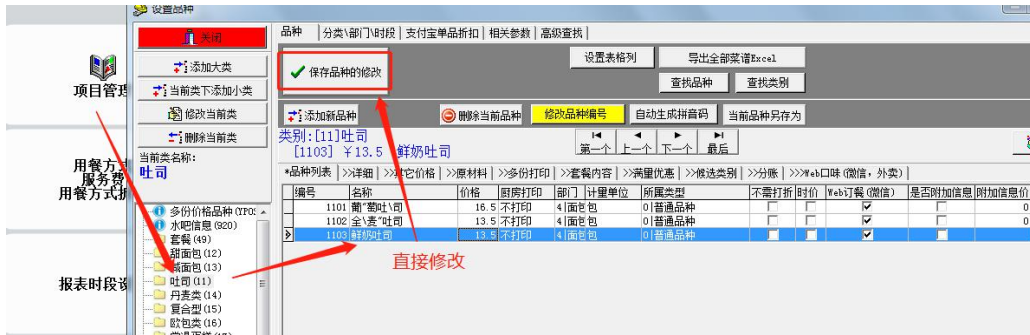 设置品种
关闭
添加大类
当前类下添加小类
修改当前类
删除当前类
当前类名称:
吐司
项目管理
用餐方式
服务费
用餐方式折
报表时段设
多份价格品种(YPO:
水吧信息(920)
套餐(49)
甜面包(12)
咸面包(13)
吐司(11)
丹麦类(14)
复合型(15)
欧包类(16)
品种 分类\部门\时段 支付宝单品折扣 相关参数 高级查找
保存品种的修改
设置表格列 导出全部菜谱Excel
查找品种 查找类别
添加新品种 删除当前品种 修改品种编号 自动生成拼音码 当前品种另存为
类别:[11]吐司
[1103] ¥13.5 鲜奶吐司
第一个 上一个 下一个 最后
*品种列表 >>详细 >>其它价格 >>原材料 >>多份打印 >>套餐内容 >>满量优惠 >>候选类别 >>分账 >>Web口味(微信,外卖)
编号 名称 价格 厨房打印 部门 计量单位 所属类型 不需打折 时价 Web订餐(微信) 是否附加信息 附加信息价
1101 葡"萄吐\司 16.5 不打印 4|面包 包 0|普通品种 0
1102 全\麦"吐司 13.5 不打印 4|面包 包 0|普通品种 0
1103 鲜奶吐司 13.5 不打印 4|面包 包 0|普通品种 0
直接修改